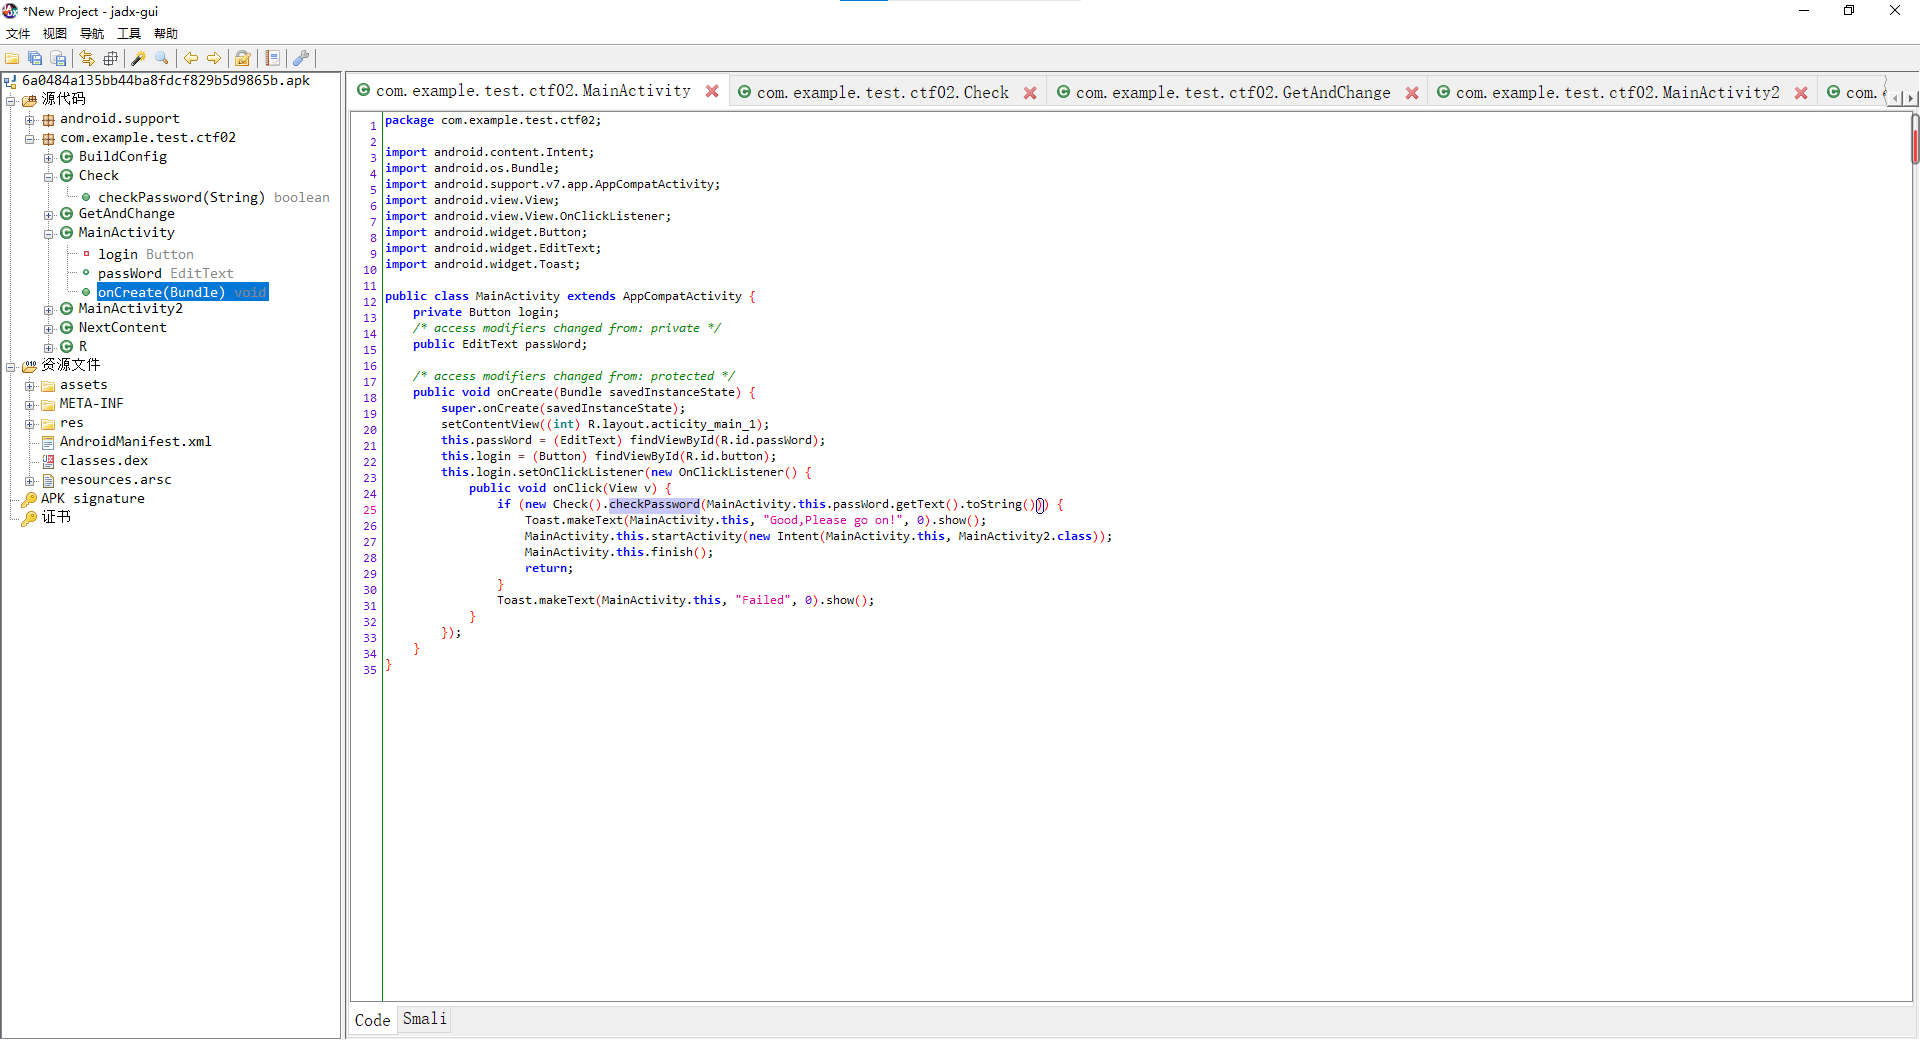 *New Project - jadx-gui
文件 视图 导航 工具 帮助
6a0484a135bb44ba8fdcf829b5d9865b.apk
源代码
android.support
com.example.test.ctf02
BuildConfig
Check
checkPassword(String) boolean
GetAndChange
MainActivity
login Button
passWord EditText
onCreate(Bundle) void
MainActivity2
NextContent
R
资源文件
assets
META-INF
res
AndroidManifest.xml
classes.dex
resources.arsc
APK signature
证书
com.example.test.ctf02.MainActivity com.example.test.ctf02.Check com.example.test.ctf02.GetAndChange com.example.test.ctf02.MainActivity2 com.
1 package com.example.test.ctf02;
2
3 import android.content.Intent;
4 import android.os.Bundle;
5 import android.support.v7.app.AppCompatActivity;
6 import android.view.View;
7 import android.view.View.OnClickListener;
8 import android.widget.Button;
9 import android.widget.EditText;
10 import android.widget.Toast;
11
12 public class MainActivity extends AppCompatActivity {
13 private Button login;
14 /* access modifiers changed from: private */
15 public EditText passWord;
16
17 /* access modifiers changed from: protected */
18 public void onCreate(Bundle savedInstanceState) {
19 super.onCreate(savedInstanceState);
20 setContentView((int) R.layout.acticity_main_1);
21 this.passWord = (EditText) findViewById(R.id.passWord);
22 this.login = (Button) findViewById(R.id.button);
23 this.login.setOnClickListener(new OnClickListener() {
24 public void onClick(View v) {
25 if (new Check().checkPassword(MainActivity.this.passWord.getText().toString())) {
26 Toast.makeText(MainActivity.this, "Good,Please go on!", 0).show();
27 MainActivity.this.startActivity(new Intent(MainActivity.this, MainActivity2.class));
28 MainActivity.this.finish();
29 return;
30 }
31 Toast.makeText(MainActivity.this, "Failed", 0).show();
32 }
33 });
34 }
35 }
Code Smali